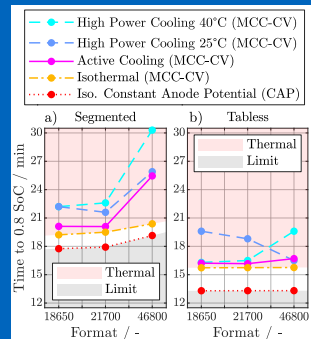 High Power Cooling 40°C (MCC-CV)
High Power Cooling 25°C (MCC-CV)
Active Cooling (MCC-CV)
Isothermal (MCC-CV)
Iso. Constant Anode Potential (CAP)
a) Segmented b) Tabless
Time to 0.8 SoC / min
30
27
24
21
18
15
12
Thermal
Limit
18650 21700 46800
Format / -
30
27
24
21
18
15
12
Thermal
Limit
18650 21700 46800
Format / -